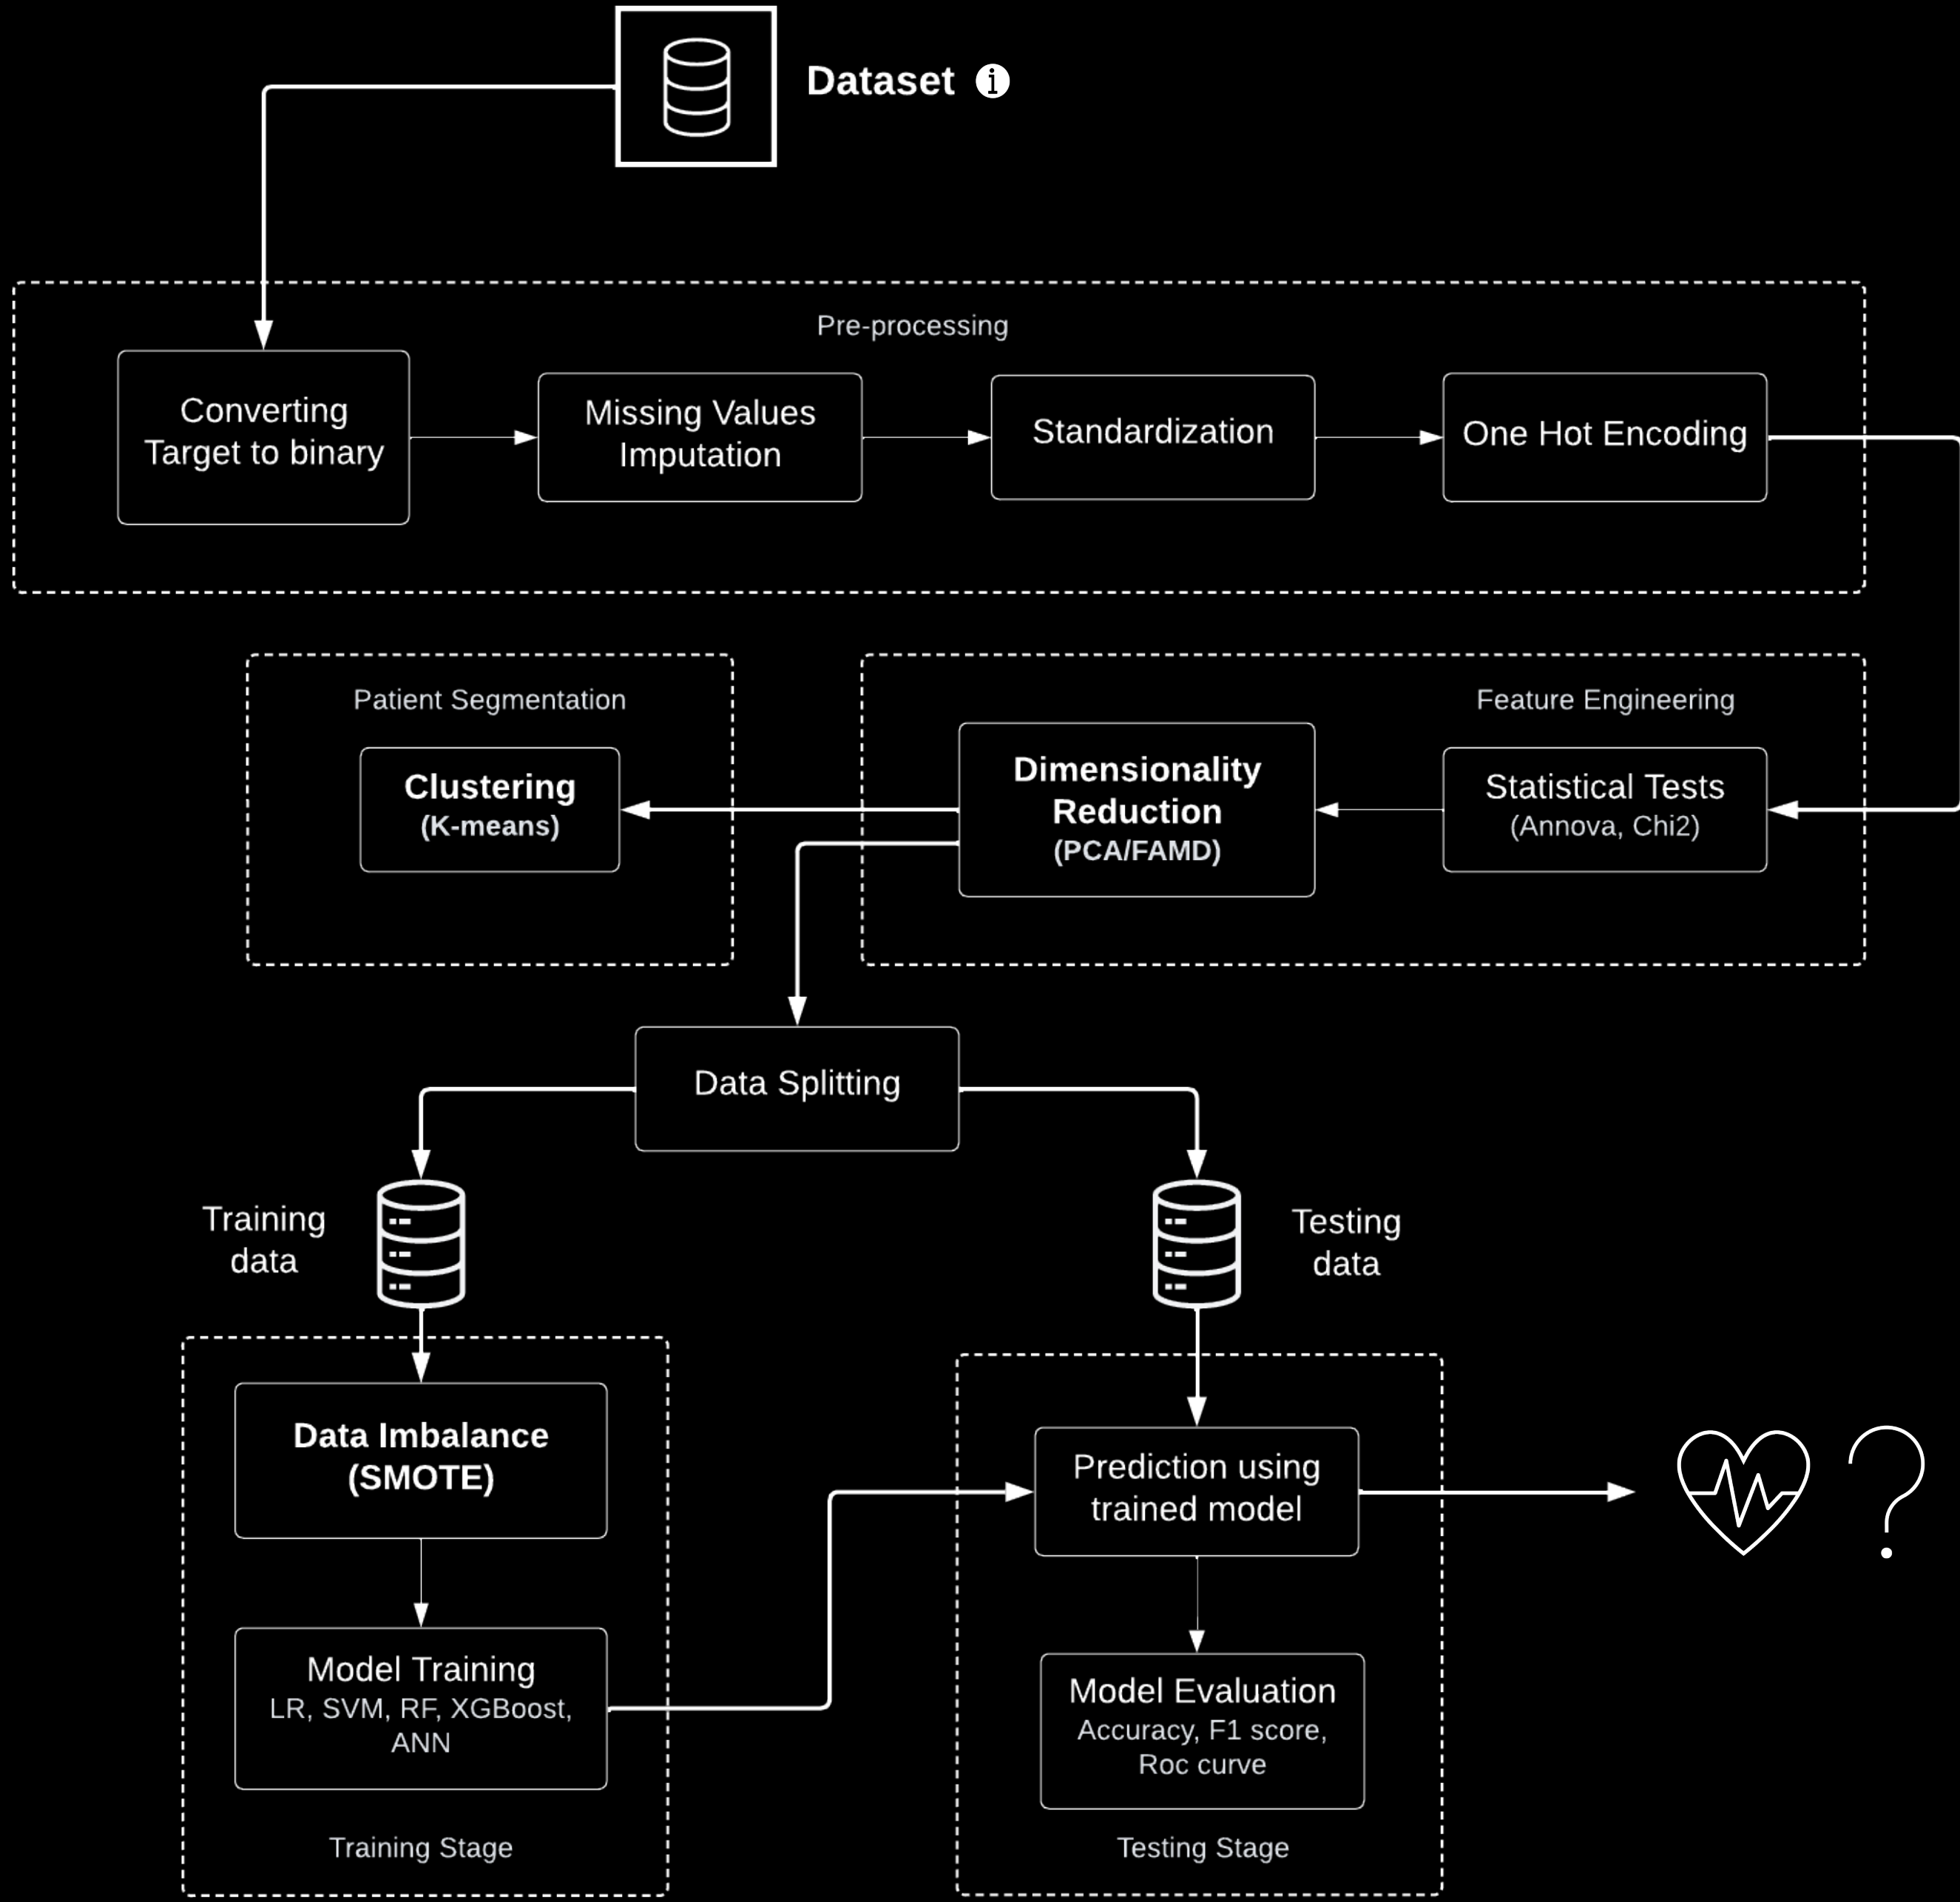 Dataset
Pre-processing
Converting
Target to binary
Missing Values
Imputation
Standardization
One Hot Encoding
Patient Segmentation
Clustering
(K-means)
Feature Engineering
Dimensionality
Reduction
(PCA/FAMD)
Statistical Tests
(Annova, Chi2)
Data Splitting
Training
data
Testing
data
Data Imbalance
(SMOTE)
Model Training
LR, SVM, RF, XGBoost,
ANN
Training Stage
Prediction using
trained model
Model Evaluation
Accuracy, F1 score,
Roc curve
Testing Stage
?